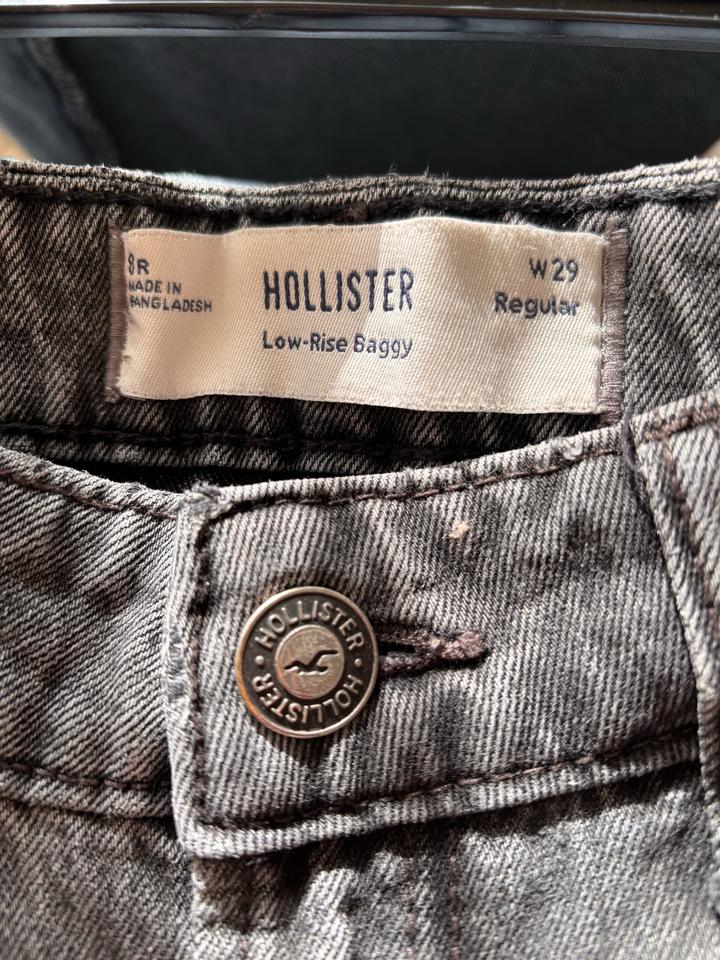 8R
MADE IN
BANGLADESH
HOLLISTER
Low-Rise Baggy
W29
Regular
HOLLISTER • HOLLISTER •